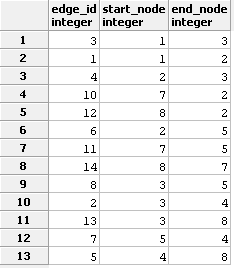 edge_id start_node end_node
integer integer integer
1 3 1 3
2 1 1 2
3 4 2 3
4 10 7 2
5 12 8 2
6 6 2 5
7 11 7 5
8 14 8 7
9 8 3 5
10 2 3 4
11 13 3 8
12 7 5 4
13 5 4 8